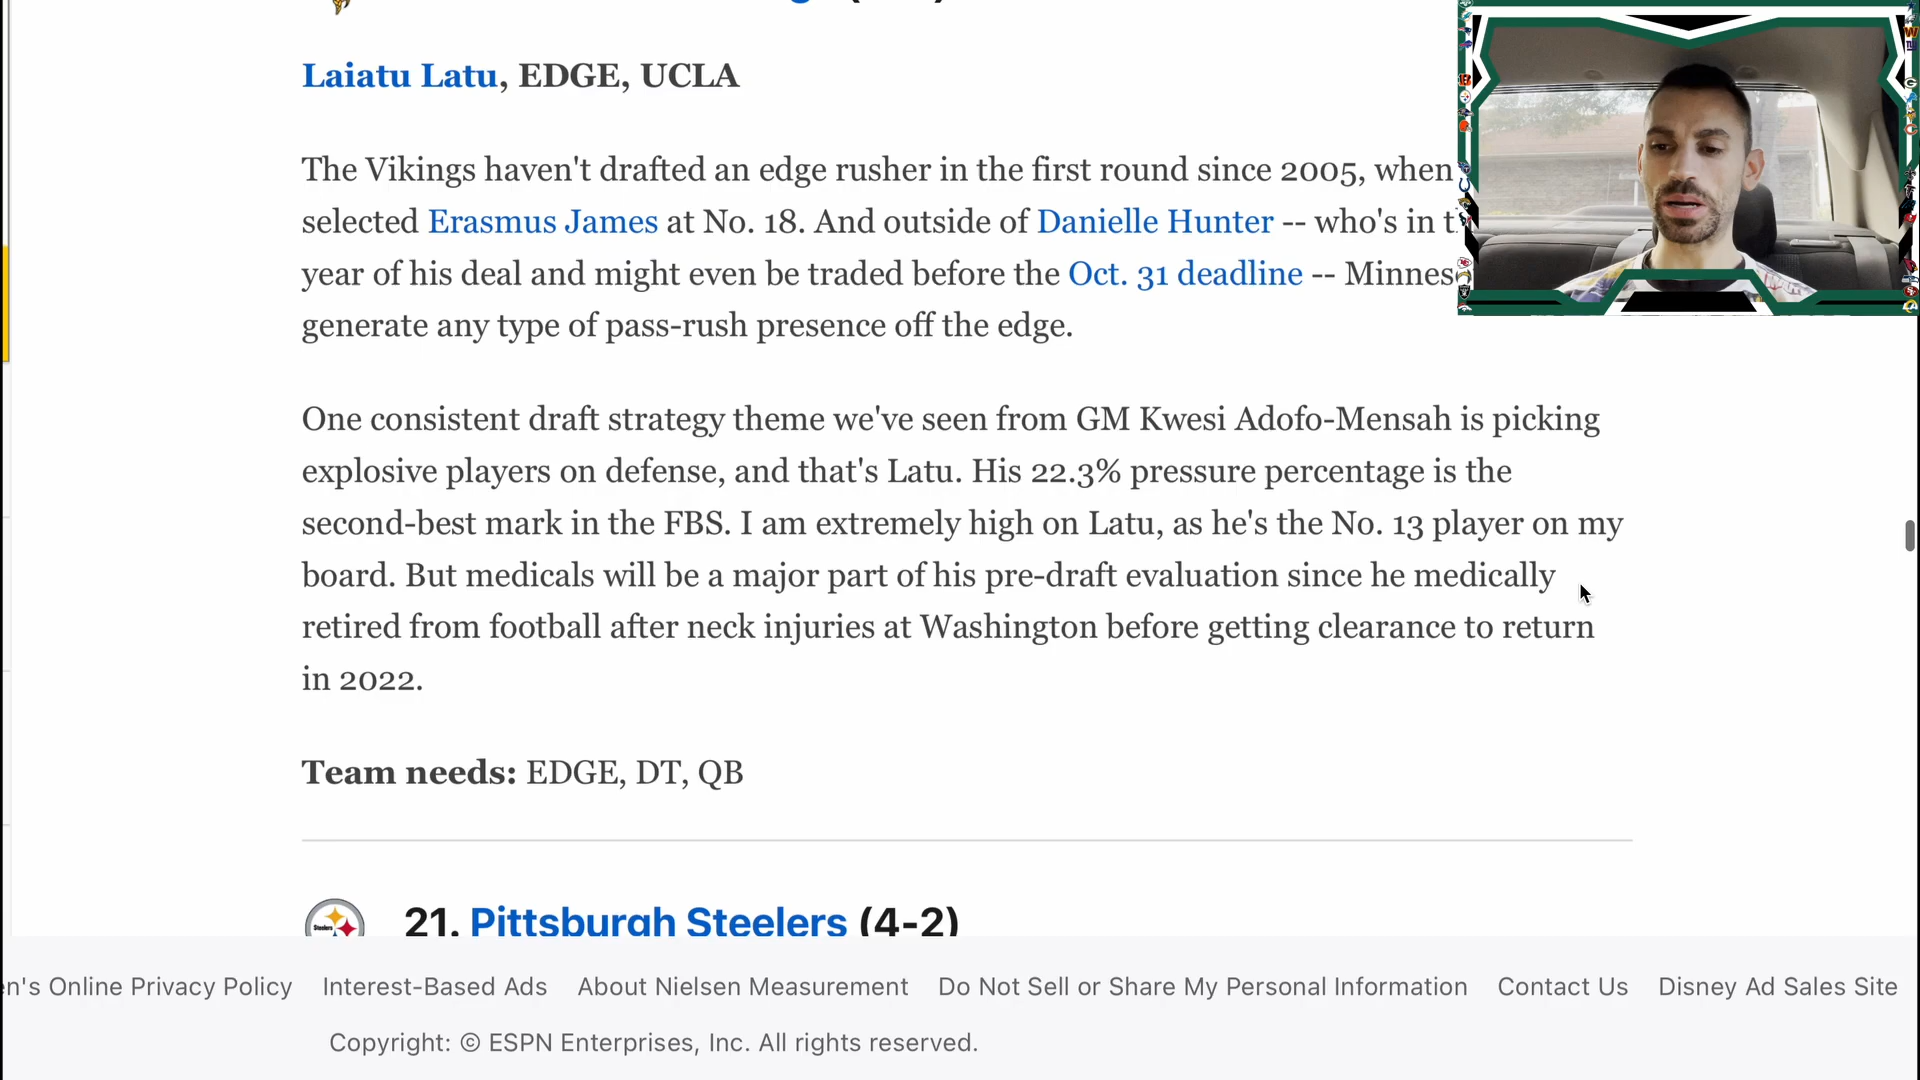 Laiatu Latu, EDGE, UCLA
The Vikings haven't drafted an edge rusher in the first round since 2005, when
selected Erasmus James at No. 18. And outside of Danielle Hunter -- who's in
year of his deal and might even be traded before the Oct. 31 deadline --
generate any type of pass-rush presence off the edge.
One consistent draft strategy theme we've seen from GM Kwesi Adofo-Mensah is picking
explosive players on defense, and that's Latu. His 22.3% pressure percentage is the
second-best mark in the FBS. I am extremely high on Latu, as he's the No. 13 player on my
board. But medicals will be a major part of his pre-draft evaluation since he medically
retired from football after neck injuries at Washington before getting clearance to return
in 2022.
Team needs: EDGE, DT, QB
Steelers 21. Pittsburgh Steelers (4-2)
Online Privacy Policy Interest-Based Ads About Nielsen Measurement Do Not Sell or Share My Personal Information Contact Us Disney Ad Sales Site
Copyright: © ESPN Enterprises, Inc. All rights reserved.